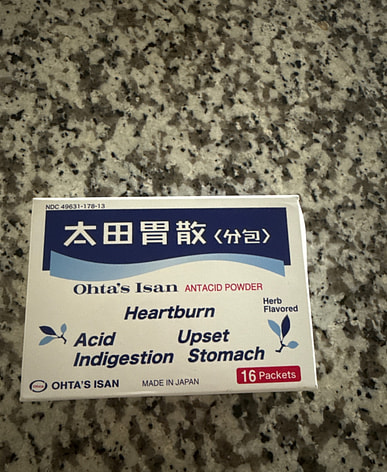 NDC 49631-178-13
太田胃散〈分包〉
Ohta's Isan ANTACID POWDER
Heartburn
Herb
Flavored
Acid
Indigestion
Upset
Stomach
OHTA'S ISAN
MADE IN JAPAN
16 Packets